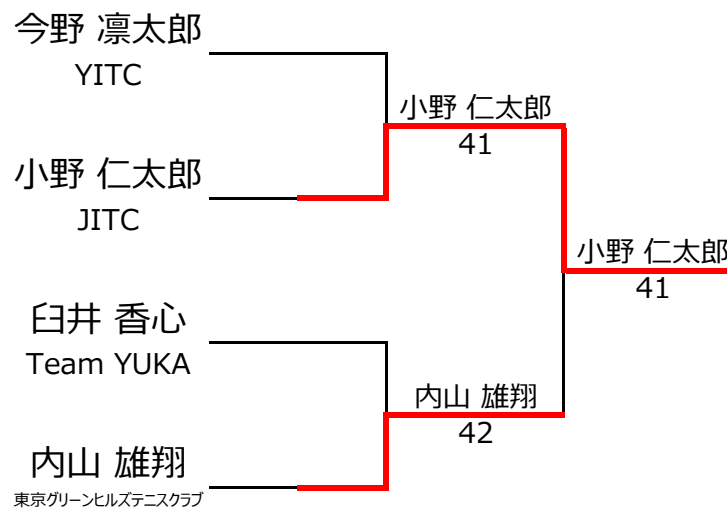 今野 凛太郎
YITC
小野 仁太郎
41
小野 仁太郎
JITC
小野 仁太郎
41
臼井 香心
Team YUKA
内山 雄翔
42
内山 雄翔
東京グリーンヒルズテニスクラブ